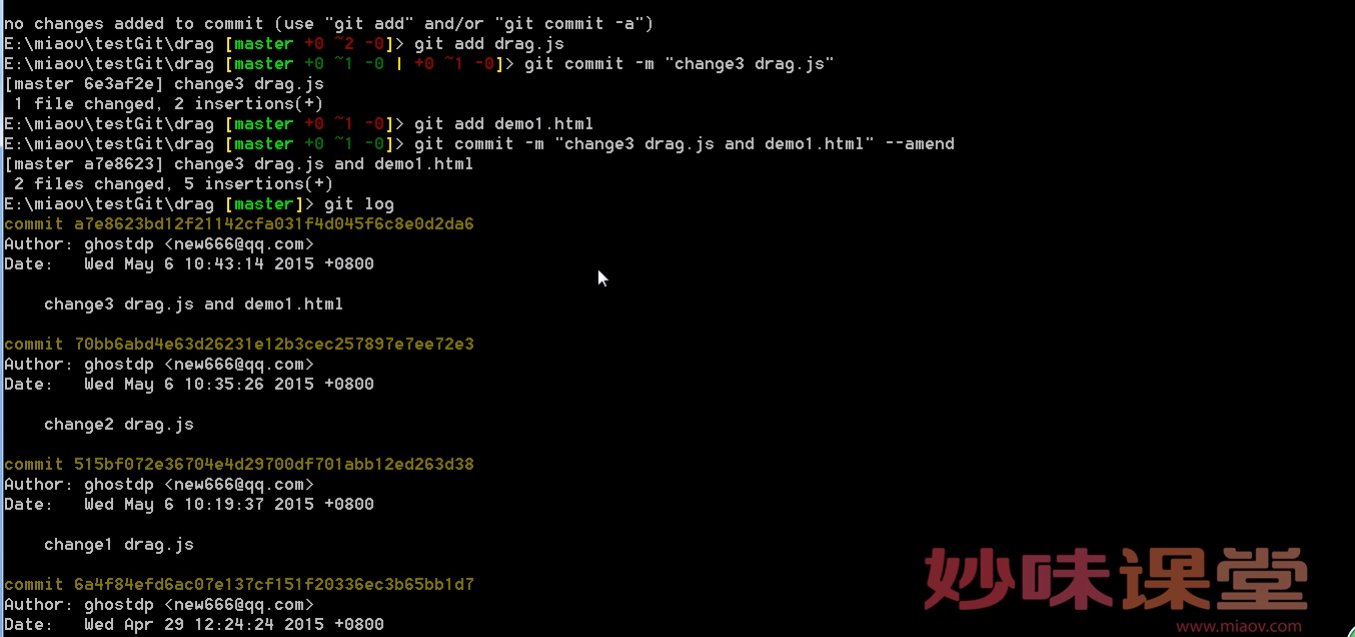 no changes added to commit (use "git add" and/or "git commit -a")
E:\miaov\testGit\drag [master +0 ~2 -0]> git add drag.js
E:\miaov\testGit\drag [master +0 ~1 -0 | +0 ~1 -0]> git commit -m "change3 drag.js"
[master 6e3af2e] change3 drag.js
 1 file changed, 2 insertions(+)
E:\miaov\testGit\drag [master +0 ~1 -0]> git add demo1.html
E:\miaov\testGit\drag [master +0 ~1 -0]> git commit -m "change3 drag.js and demo1.html" --amend
[master a7e8623] change3 drag.js and demo1.html
 2 files changed, 5 insertions(+)
E:\miaov\testGit\drag [master]> git log
commit a7e8623bd12f21142cfa031f4d045f6c8e0d2da6
Author: ghostdp <new666@qq.com>
Date:   Wed May 6 10:43:14 2015 +0800
    change3 drag.js and demo1.html
commit 70bb6abd4e63d26231e12b3cec257897e7ee72e3
Author: ghostdp <new666@qq.com>
Date:   Wed May 6 10:35:26 2015 +0800
    change2 drag.js
commit 515bf072e36704e4d29700df701abb12ed263d38
Author: ghostdp <new666@qq.com>
Date:   Wed May 6 10:19:37 2015 +0800
    change1 drag.js
commit 6a4f84efd6ac07e137cf151f20336ec3b65bb1d7
Author: ghostdp <new666@qq.com>
Date:   Wed Apr 29 12:24:24 2015 +0800
妙味课堂
www.miaov.com